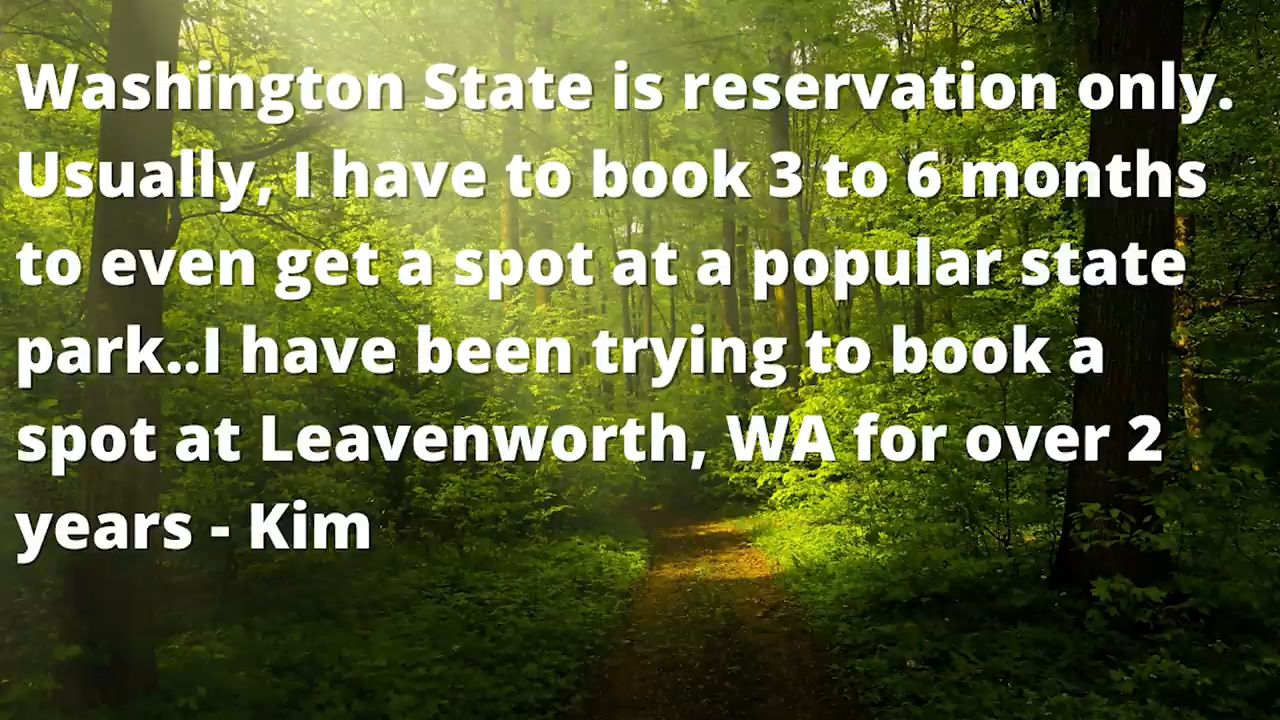 Washington State is reservation only.
Usually, I have to book 3 to 6 months
to even get a spot at a popular state
park..I have been trying to book a
spot at Leavenworth, WA for over 2
years - Kim